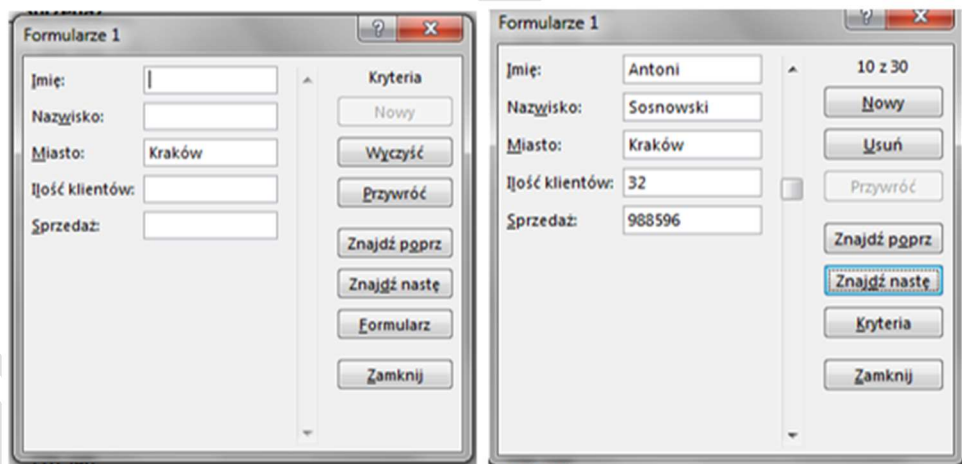 Formularze 1
Imię:
Kryteria
Nowy
Nazwisko:
Miasto: Kraków
Wyczyść
Ilość klientów:
Przywróć
Sprzedaż:
Znajdź poprz
Znajdź nastę
Formularz
Zamknij
Formularze 1
Imię: Antoni
10 z 30
Nazwisko: Sosnowski
Nowy
Miasto: Kraków
Usuń
Ilość klientów: 32
Przywróć
Sprzedaż: 988596
Znajdź poprz
Znajdź nastę
Kryteria
Zamknij